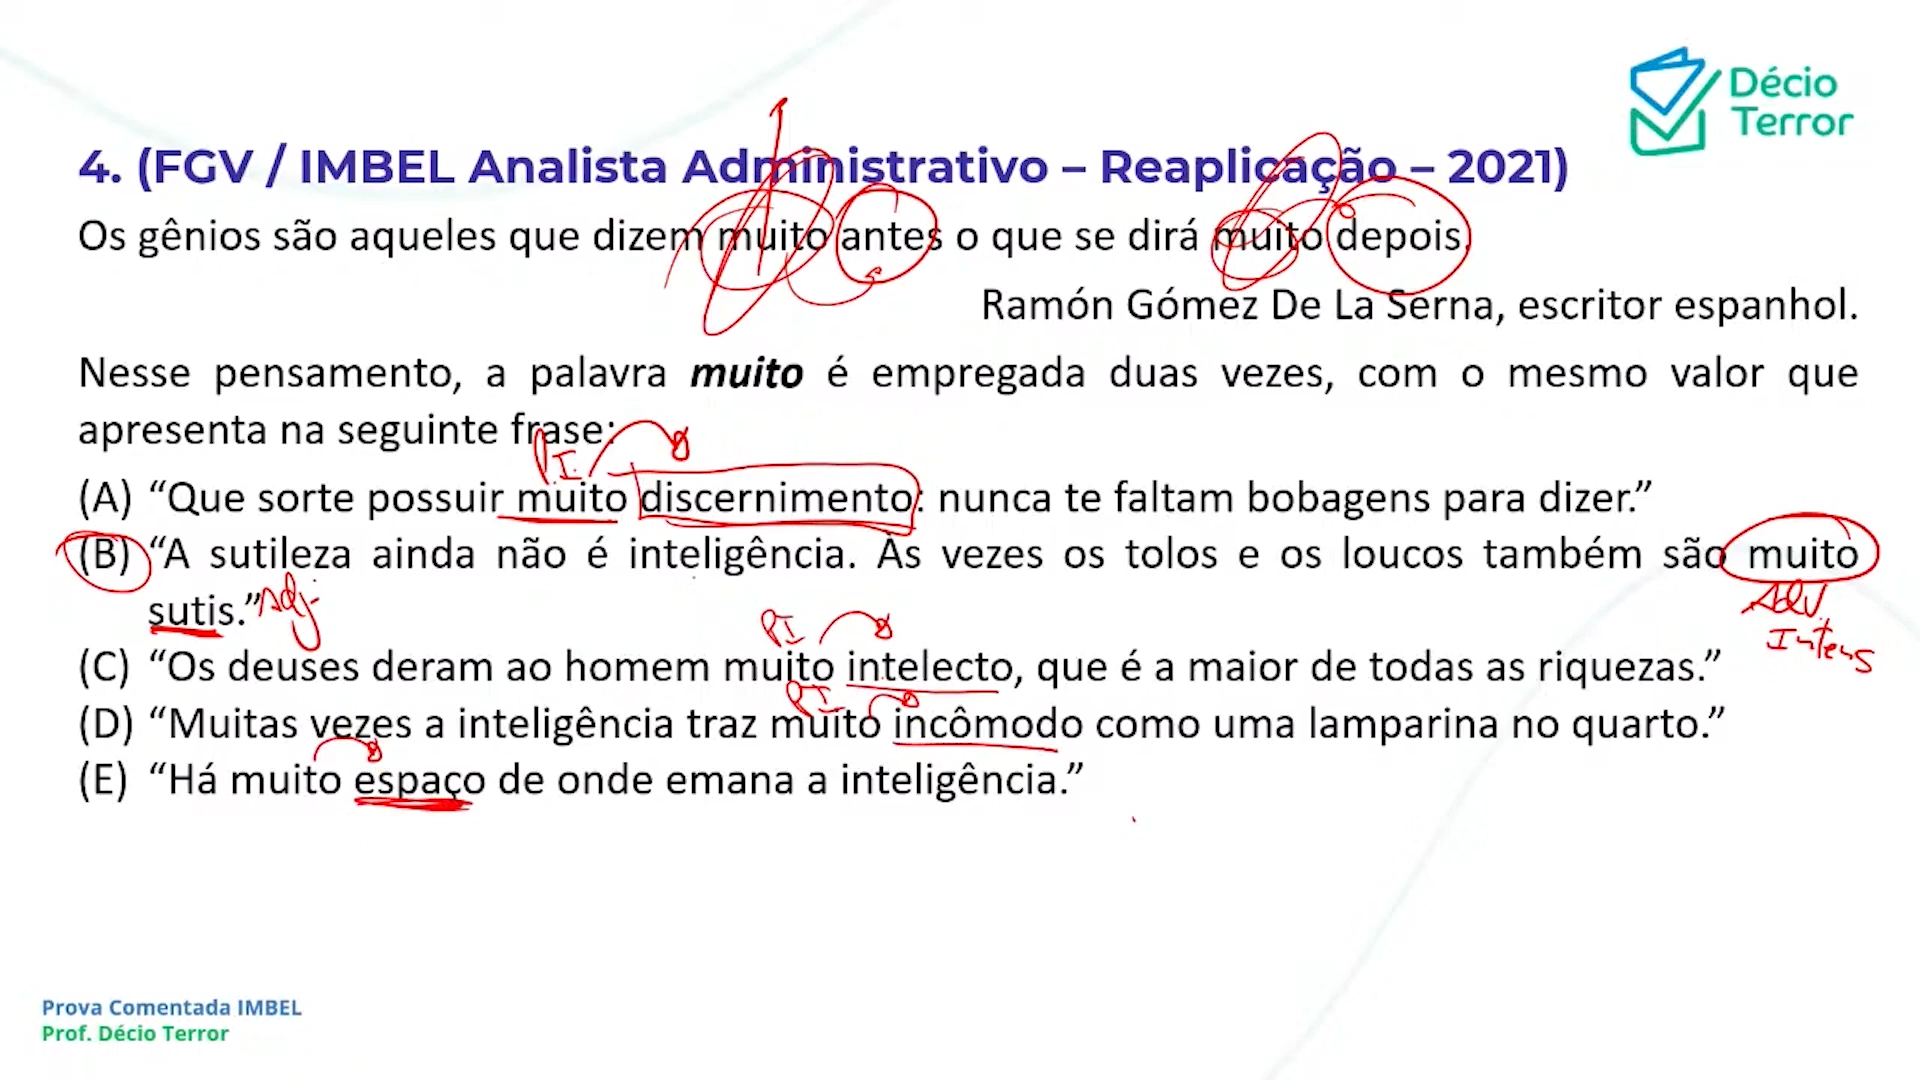 Décio
Terror
4. (FGV / IMBEL Analista Administrativo – Reaplicação – 2021)
Os gênios são aqueles que dizem muito antes o que se dirá muito depois.
Ramón Gómez De La Serna, escritor espanhol.
Nesse pensamento, a palavra muito é empregada duas vezes, com o mesmo valor que
apresenta na seguinte frase:
P.I.
(A) “Que sorte possuir muito discernimento: nunca te faltam bobagens para dizer.”
(B) “A sutileza ainda não é inteligência. Às vezes os tolos e os loucos também são muito
sutis.” Adj.
Adv.
Intens
PI
(C) “Os deuses deram ao homem muito intelecto, que é a maior de todas as riquezas.”
PI
(D) “Muitas vezes a inteligência traz muito incômodo como uma lamparina no quarto.”
(E) “Há muito espaço de onde emana a inteligência.”
Prova Comentada IMBEL
Prof. Décio Terror